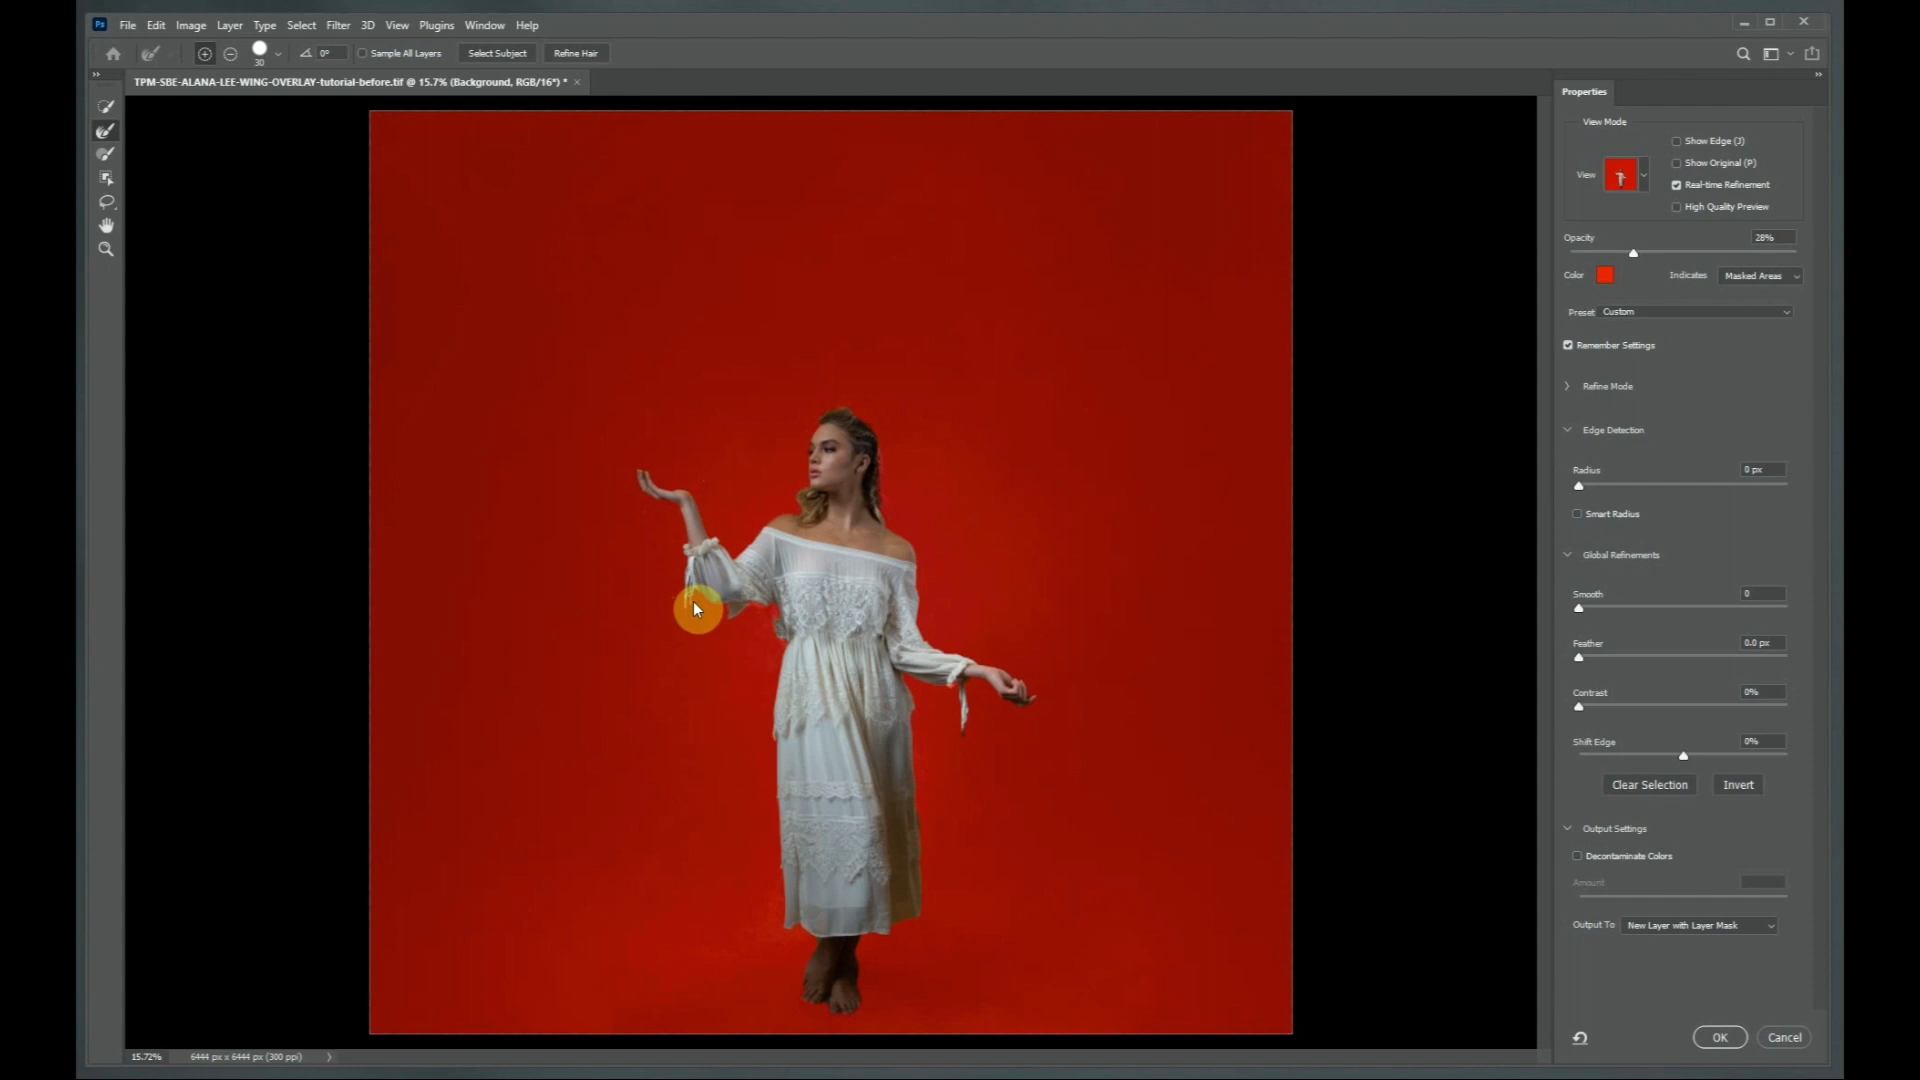 Ps File Edit Image Layer Type Select Filter 3D View Plugins Window Help
30 0° Sample All Layers Select Subject Refine Hair
TPM-SBE-ALANA-LEE-WING-OVERLAY-tutorial-before.tif @ 15.7% (Background, RGB/16*) *
Properties
View Mode
Show Edge (J)
Show Original (P)
View
Real-time Refinement
High Quality Preview
Opacity 28%
Color Indicates Masked Areas
Preset Custom
Remember Settings
Refine Mode
Edge Detection
Radius 0 px
Smart Radius
Global Refinements
Smooth 0
Feather 0.0 px
Contrast 0%
Shift Edge 0%
Clear Selection Invert
Output Settings
Decontaminate Colors
Amount
Output To New Layer with Layer Mask
OK Cancel
15.72% 6444 px x 6444 px (300 ppi)